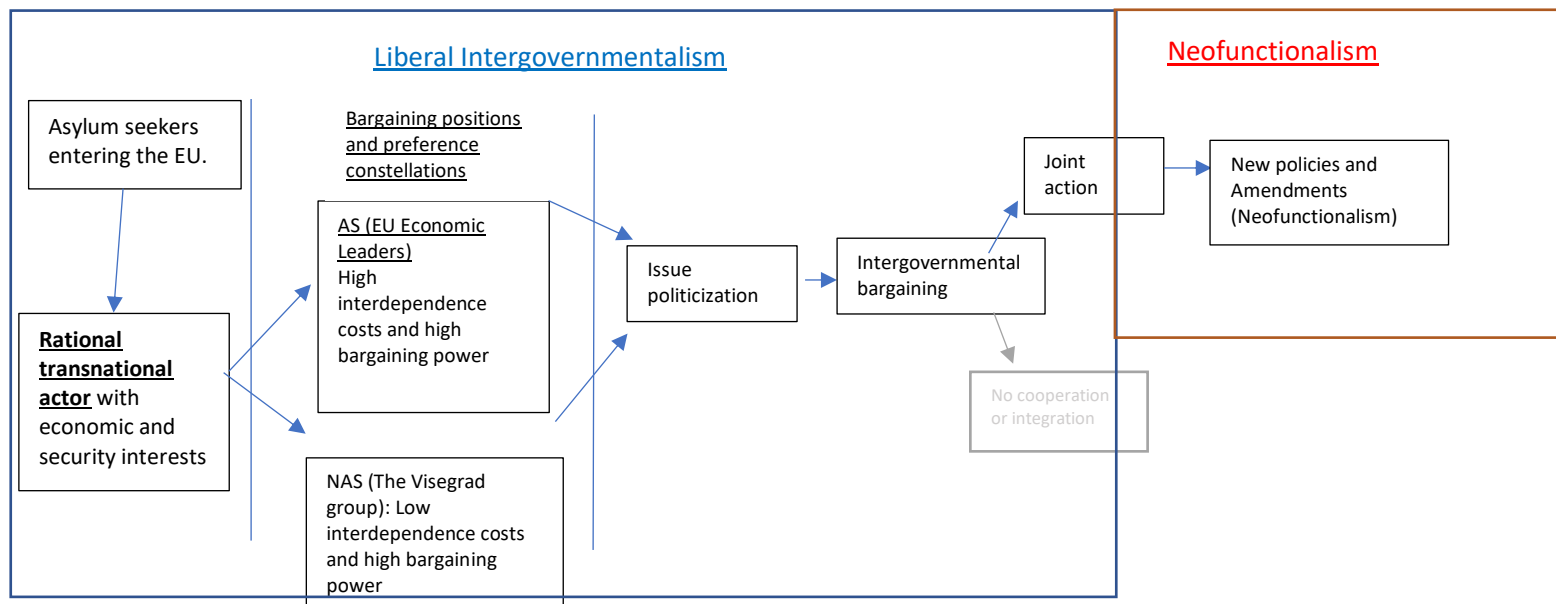 Liberal Intergovernmentalism
Neofunctionalism
Asylum seekers
entering the EU.
Rational
transnational
actor with
economic and
security interests
Bargaining positions
and preference
constellations
AS (EU Economic
Leaders)
High
interdependence
costs and high
bargaining power
NAS (The Visegrad
group): Low
interdependence costs
and high bargaining
power
Issue
politicization
Intergovernmental
bargaining
Joint
action
No cooperation
or integration
New policies and
Amendments
(Neofunctionalism)